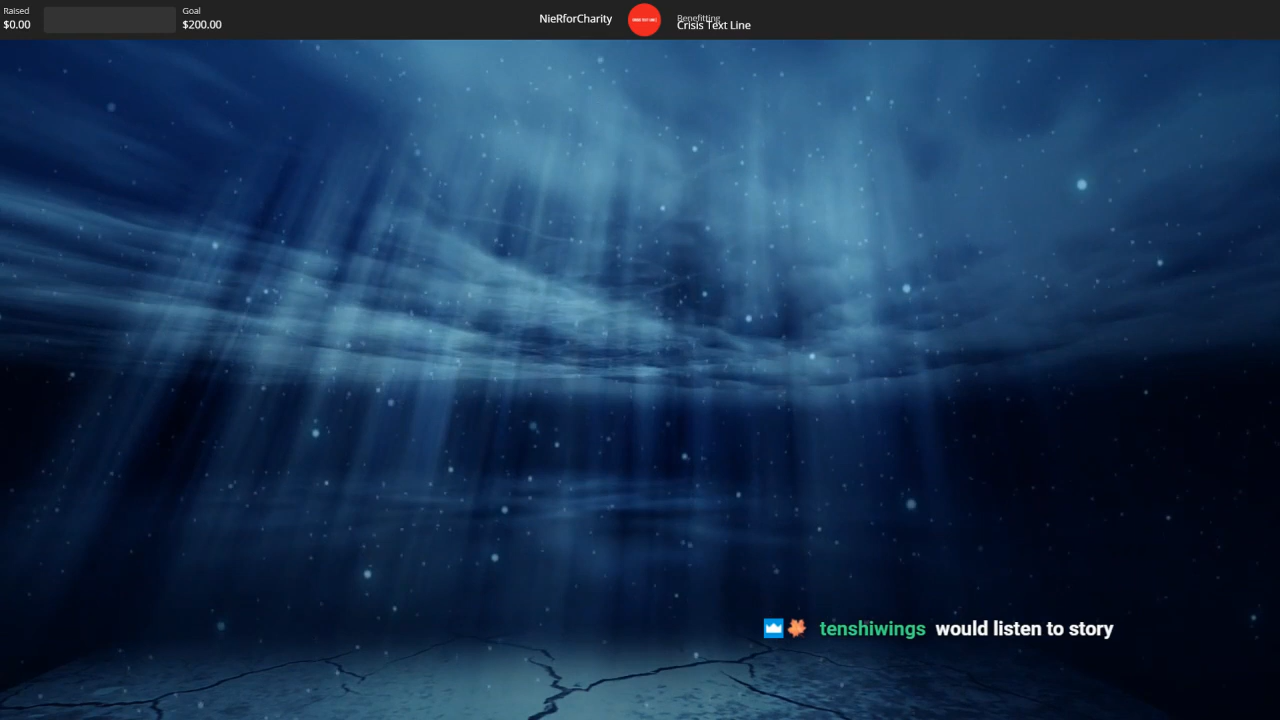 Raised
$0.00
Goal
$200.00
NieRforCharity
Benefitting
Crisis Text Line
tenshiwings would listen to story